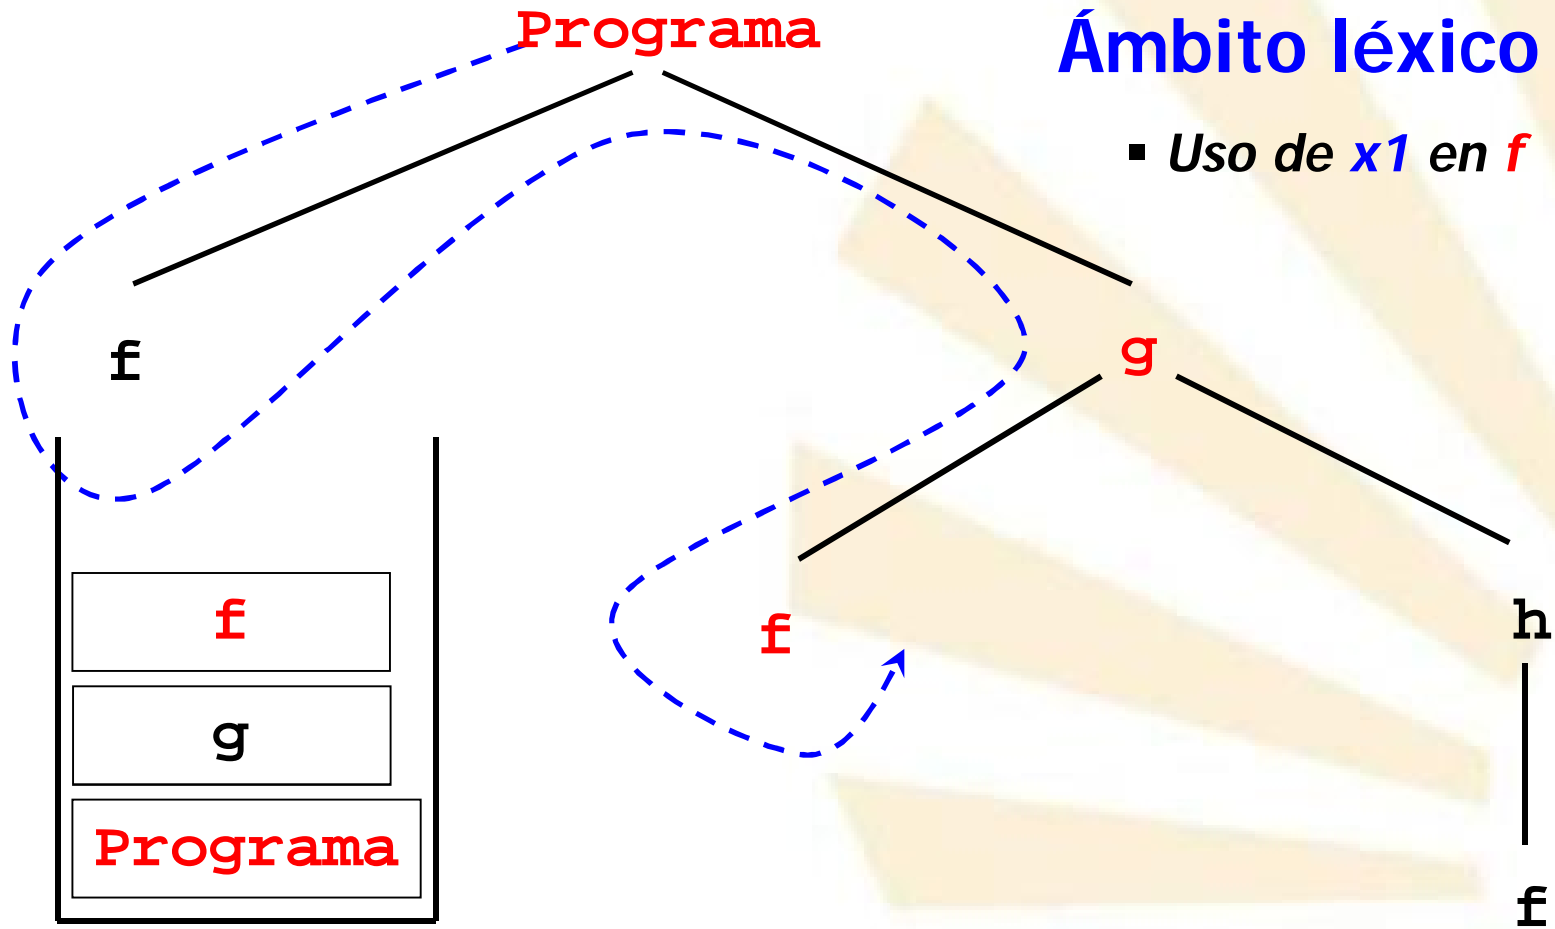 Programa
Ámbito léxico
▪ Uso de x1 en f
f
g
f
f
h
g
Programa
f